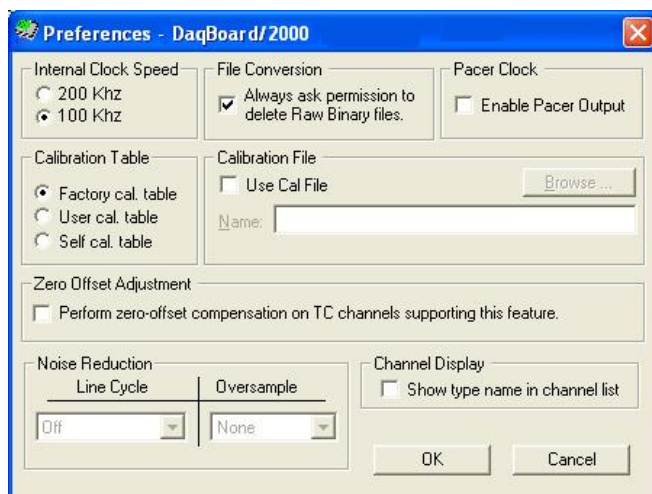 Preferences - DaqBoard/2000
Internal Clock Speed
200 Khz
100 Khz
File Conversion
Always ask permission to
delete Raw Binary files.
Pacer Clock
Enable Pacer Output
Calibration Table
Factory cal. table
User cal. table
Self cal. table
Calibration File
Use Cal File
Browse ...
Name:
Zero Offset Adjustment
Perform zero-offset compensation on TC channels supporting this feature.
Noise Reduction
Line Cycle
Oversample
Off
None
Channel Display
Show type name in channel list
OK
Cancel